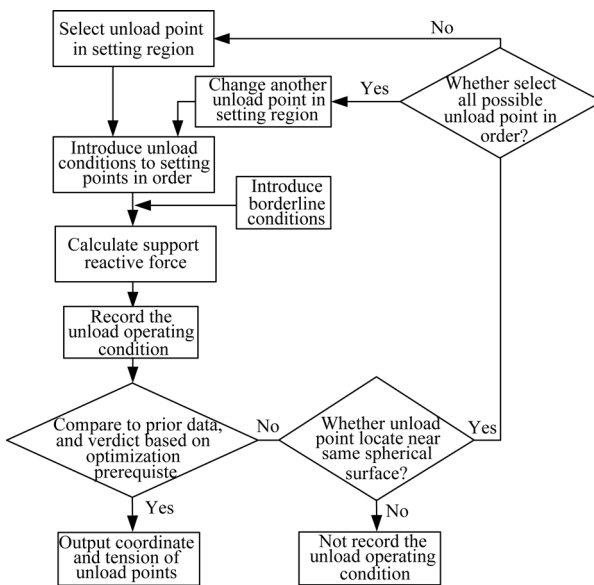 Select unload point
in setting region
No
Whether select
all possible
unload point in
order?
Yes
Change another
unload point in
setting region
Introduce unload
conditions to setting
points in order
Introduce
borderline
conditions
Calculate support
reactive force
Record the
unload operating
condition
Compare to prior data,
and verdict based on
optimization
prerequiste
No
Whether unload
point locate near
same spherical
surface?
Yes
Yes
No
Output coordinate
and tension of
unload points
Not record the
unload operating
condition